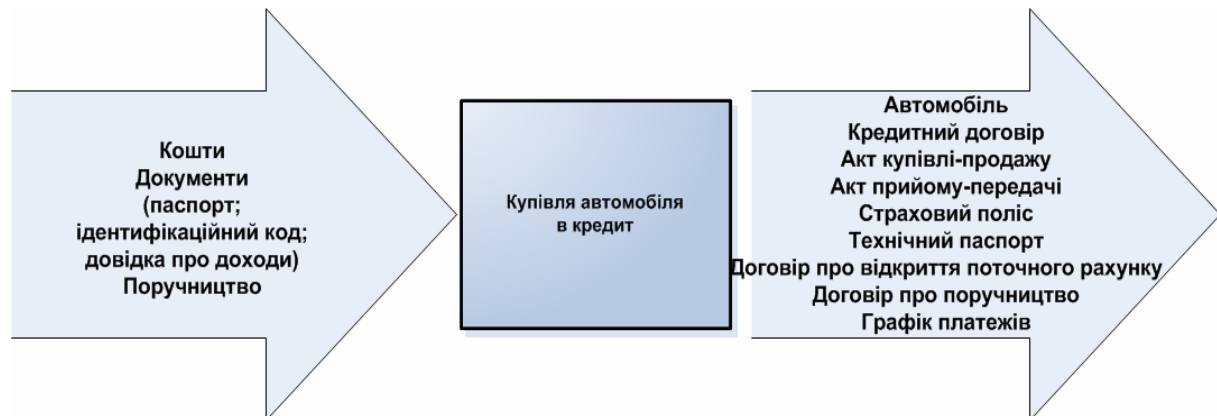 Кошти
Документи
(паспорт;
ідентифікаційний код;
довідка про доходи)
Поручництво
Купівля автомобіля
в кредит
Автомобіль
Кредитний договір
Акт купівлі-продажу
Акт прийому-передачі
Страховий поліс
Технічний паспорт
Договір про відкриття поточного рахунку
Договір про поручництво
Графік платежів